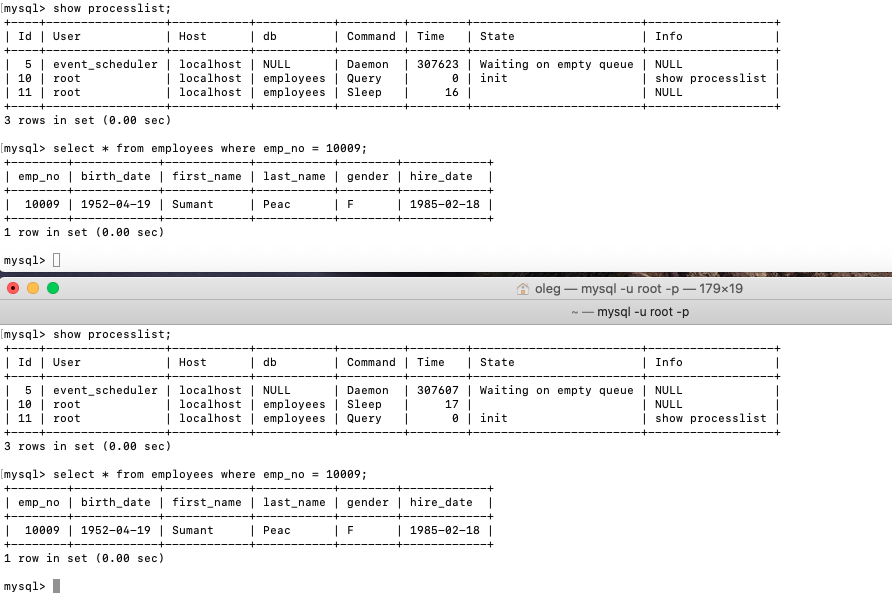 mysql> show processlist;
+----+-----------------+-----------+-----------+---------+--------+------------------------+------------------+
| Id | User            | Host      | db        | Command | Time   | State                  | Info             |
+----+-----------------+-----------+-----------+---------+--------+------------------------+------------------+
|  5 | event_scheduler | localhost | NULL      | Daemon  | 307623 | Waiting on empty queue | NULL             |
| 10 | root            | localhost | employees | Query   |      0 | init                   | show processlist |
| 11 | root            | localhost | employees | Sleep   |     16 |                        | NULL             |
+----+-----------------+-----------+-----------+---------+--------+------------------------+------------------+
3 rows in set (0.00 sec)
mysql> select * from employees where emp_no = 10009;
+--------+------------+------------+-----------+--------+------------+
| emp_no | birth_date | first_name | last_name | gender | hire_date  |
+--------+------------+------------+-----------+--------+------------+
|  10009 | 1952-04-19 | Sumant     | Peac      | F      | 1985-02-18 |
+--------+------------+------------+-----------+--------+------------+
1 row in set (0.00 sec)
mysql>
oleg — mysql -u root -p — 179×19
~ — mysql -u root -p
mysql> show processlist;
+----+-----------------+-----------+-----------+---------+--------+------------------------+------------------+
| Id | User            | Host      | db        | Command | Time   | State                  | Info             |
+----+-----------------+-----------+-----------+---------+--------+------------------------+------------------+
|  5 | event_scheduler | localhost | NULL      | Daemon  | 307607 | Waiting on empty queue | NULL             |
| 10 | root            | localhost | employees | Sleep   |     17 |                        | NULL             |
| 11 | root            | localhost | employees | Query   |      0 | init                   | show processlist |
+----+-----------------+-----------+-----------+---------+--------+------------------------+------------------+
3 rows in set (0.00 sec)
mysql> select * from employees where emp_no = 10009;
+--------+------------+------------+-----------+--------+------------+
| emp_no | birth_date | first_name | last_name | gender | hire_date  |
+--------+------------+------------+-----------+--------+------------+
|  10009 | 1952-04-19 | Sumant     | Peac      | F      | 1985-02-18 |
+--------+------------+------------+-----------+--------+------------+
1 row in set (0.00 sec)
mysql>